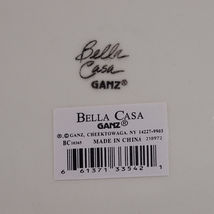 Bella
Casa
GANZ®
BELLA CASA
GANZ®
®,© GANZ, CHEEKTOWAGA, NY 14227-9903
BC10365 MADE IN CHINA 210972
6 61371 33542 1